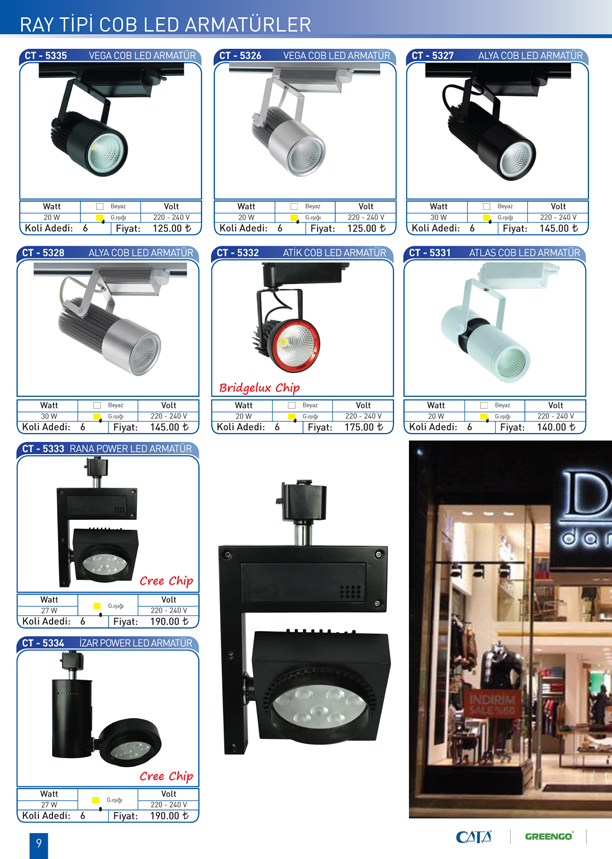 RAY TİPİ COB LED ARMATÜRLER
CT - 5335 VEGA COB LED ARMATÜR
Watt Beyaz Volt
20 W G.ışığı 220 - 240 V
Koli Adedi: 6 Fiyat: 125.00 ₺
CT - 5326 VEGA COB LED ARMATÜR
Watt Beyaz Volt
20 W G.ışığı 220 - 240 V
Koli Adedi: 6 Fiyat: 125.00 ₺
CT - 5327 ALYA COB LED ARMATÜR
Watt Beyaz Volt
30 W G.ışığı 220 - 240 V
Koli Adedi: 6 Fiyat: 145.00 ₺
CT - 5328 ALYA COB LED ARMATÜR
Watt Beyaz Volt
30 W G.ışığı 220 - 240 V
Koli Adedi: 6 Fiyat: 145.00 ₺
CT - 5332 ATİK COB LED ARMATÜR
Bridgelux Chip
Watt Beyaz Volt
20 W G.ışığı 220 - 240 V
Koli Adedi: 6 Fiyat: 175.00 ₺
CT - 5331 ATLAS COB LED ARMATÜR
Watt Beyaz Volt
20 W G.ışığı 220 - 240 V
Koli Adedi: 6 Fiyat: 140.00 ₺
CT - 5333 RANA POWER LED ARMATÜR
Cree Chip
Watt G.ışığı Volt
27 W 220 - 240 V
Koli Adedi: 6 Fiyat: 190.00 ₺
CT - 5334 IZAR POWER LED ARMATÜR
Cree Chip
Watt G.ışığı Volt
27 W 220 - 240 V
Koli Adedi: 6 Fiyat: 190.00 ₺
D
dar
INDIRIM
SALE %60
9
CATA
GREENGO